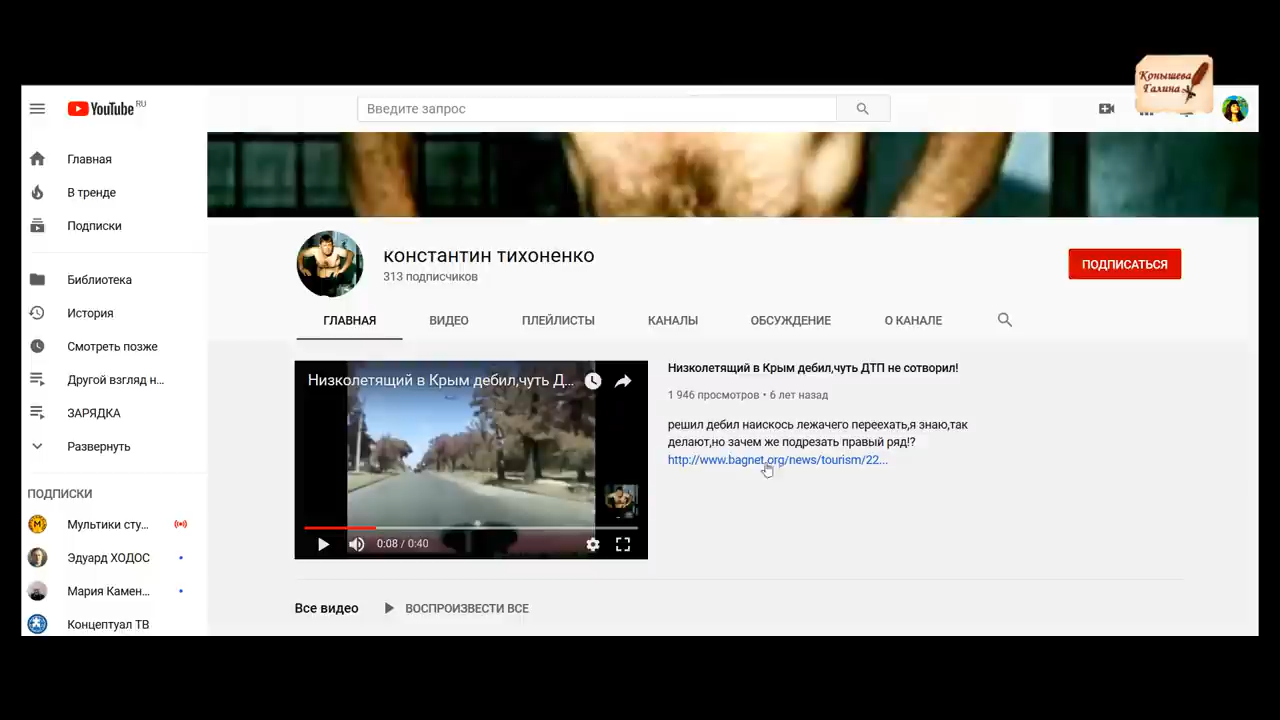 Конышева
Галина
YouTube RU
Введите запрос
Главная
В тренде
Подписки
Библиотека
История
Смотреть позже
Другой взгляд н...
ЗАРЯДКА
Развернуть
ПОДПИСКИ
Мультики сту...
Эдуард ХОДОС
Мария Камен...
Концептуал ТВ
константин тихоненко
313 подписчиков
ПОДПИСАТЬСЯ
ГЛАВНАЯ
ВИДЕО
ПЛЕЙЛИСТЫ
КАНАЛЫ
ОБСУЖДЕНИЕ
О КАНАЛЕ
Низколетящий в Крым дебил,чуть Д...
0:08 / 0:40
Низколетящий в Крым дебил,чуть ДТП не сотворил!
1 946 просмотров • 6 лет назад
решил дебил наискось лежачего переехать,я знаю,так
делают,но зачем же подрезать правый ряд!?
http://www.bagnet.org/news/tourism/22...
Все видео
ВОСПРОИЗВЕСТИ ВСЕ